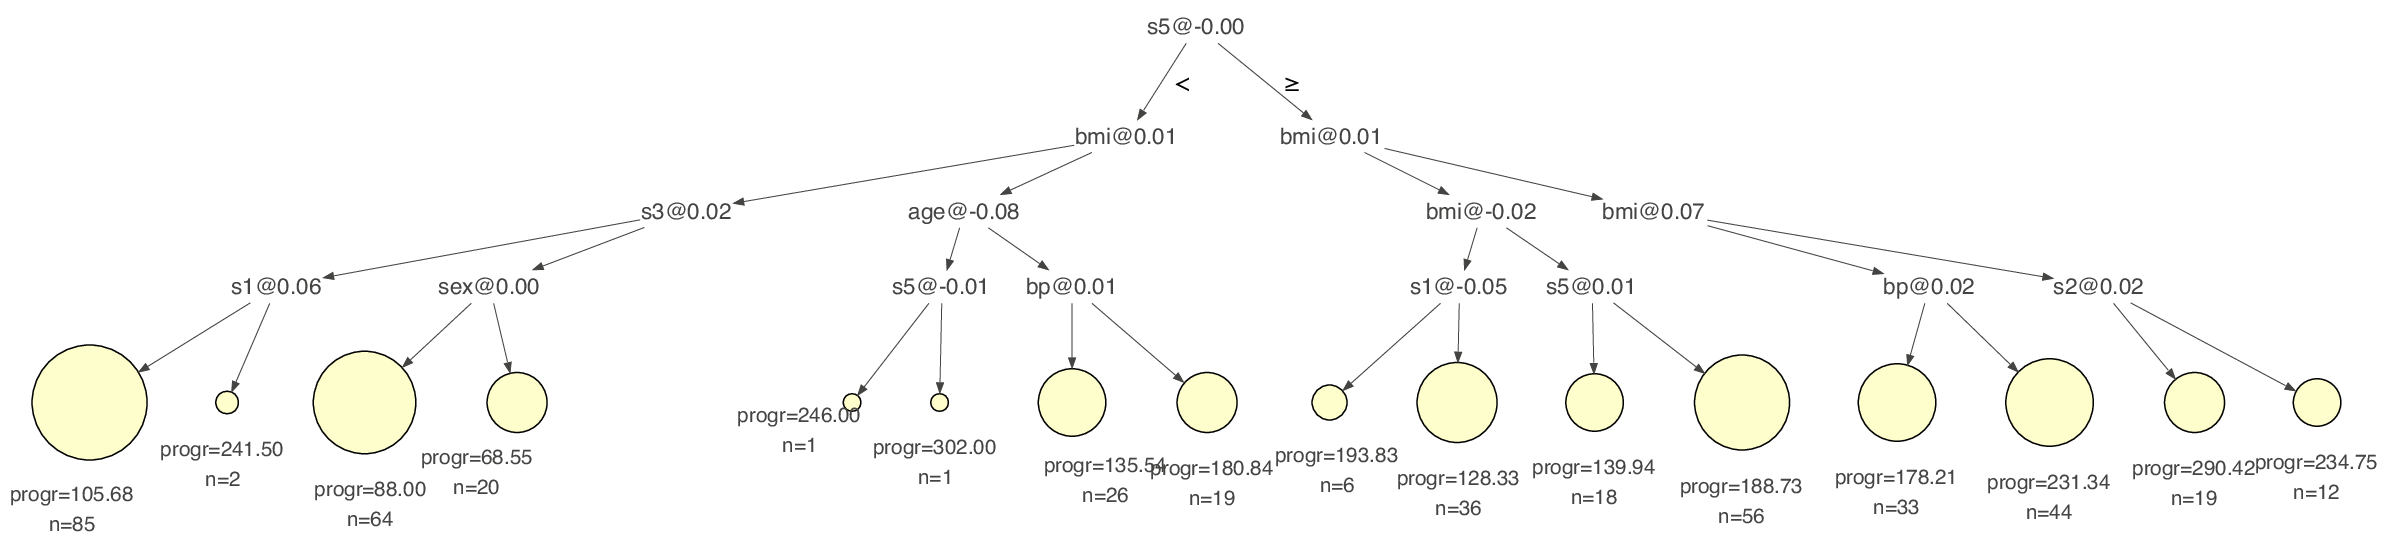 s5@-0.00
<
≥
bmi@0.01
bmi@0.01
s3@0.02
age@-0.08
bmi@-0.02
bmi@0.07
s1@0.06
sex@0.00
s5@-0.01
bp@0.01
s1@-0.05
s5@0.01
bp@0.02
s2@0.02
progr=105.68
n=85
progr=241.50
n=2
progr=88.00
n=64
progr=68.55
n=20
progr=246.00
n=1
progr=302.00
n=1
progr=135.54
n=26
progr=180.84
n=19
progr=193.83
n=6
progr=128.33
n=36
progr=139.94
n=18
progr=188.73
n=56
progr=178.21
n=33
progr=231.34
n=44
progr=290.42
n=19
progr=234.75
n=12